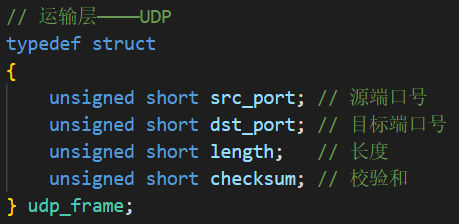 // 运输层————UDP
typedef struct
{
    unsigned short src_port; // 源端口号
    unsigned short dst_port; // 目标端口号
    unsigned short length;   // 长度
    unsigned short checksum; // 校验和
} udp_frame;